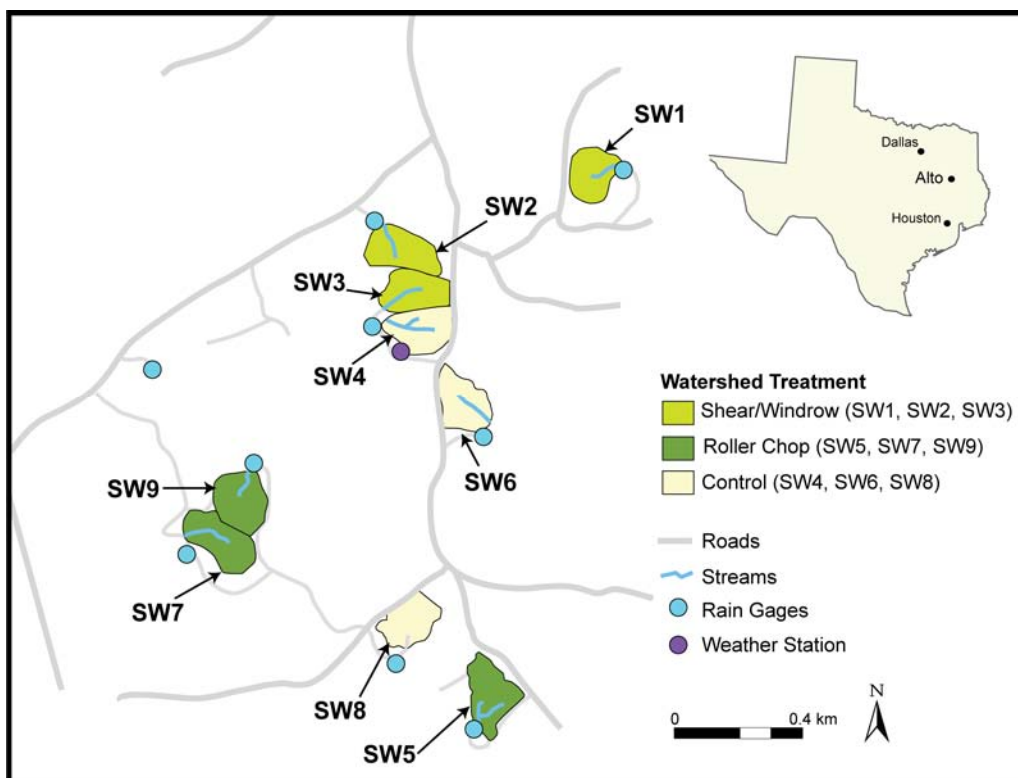 SW1
SW2
SW3
SW4
SW6
SW9
SW7
SW8
SW5
Dallas
Alto
Houston
Watershed Treatment
Shear/Windrow (SW1, SW2, SW3)
Roller Chop (SW5, SW7, SW9)
Control (SW4, SW6, SW8)
Roads
Streams
Rain Gages
Weather Station
0 0.4 km
N